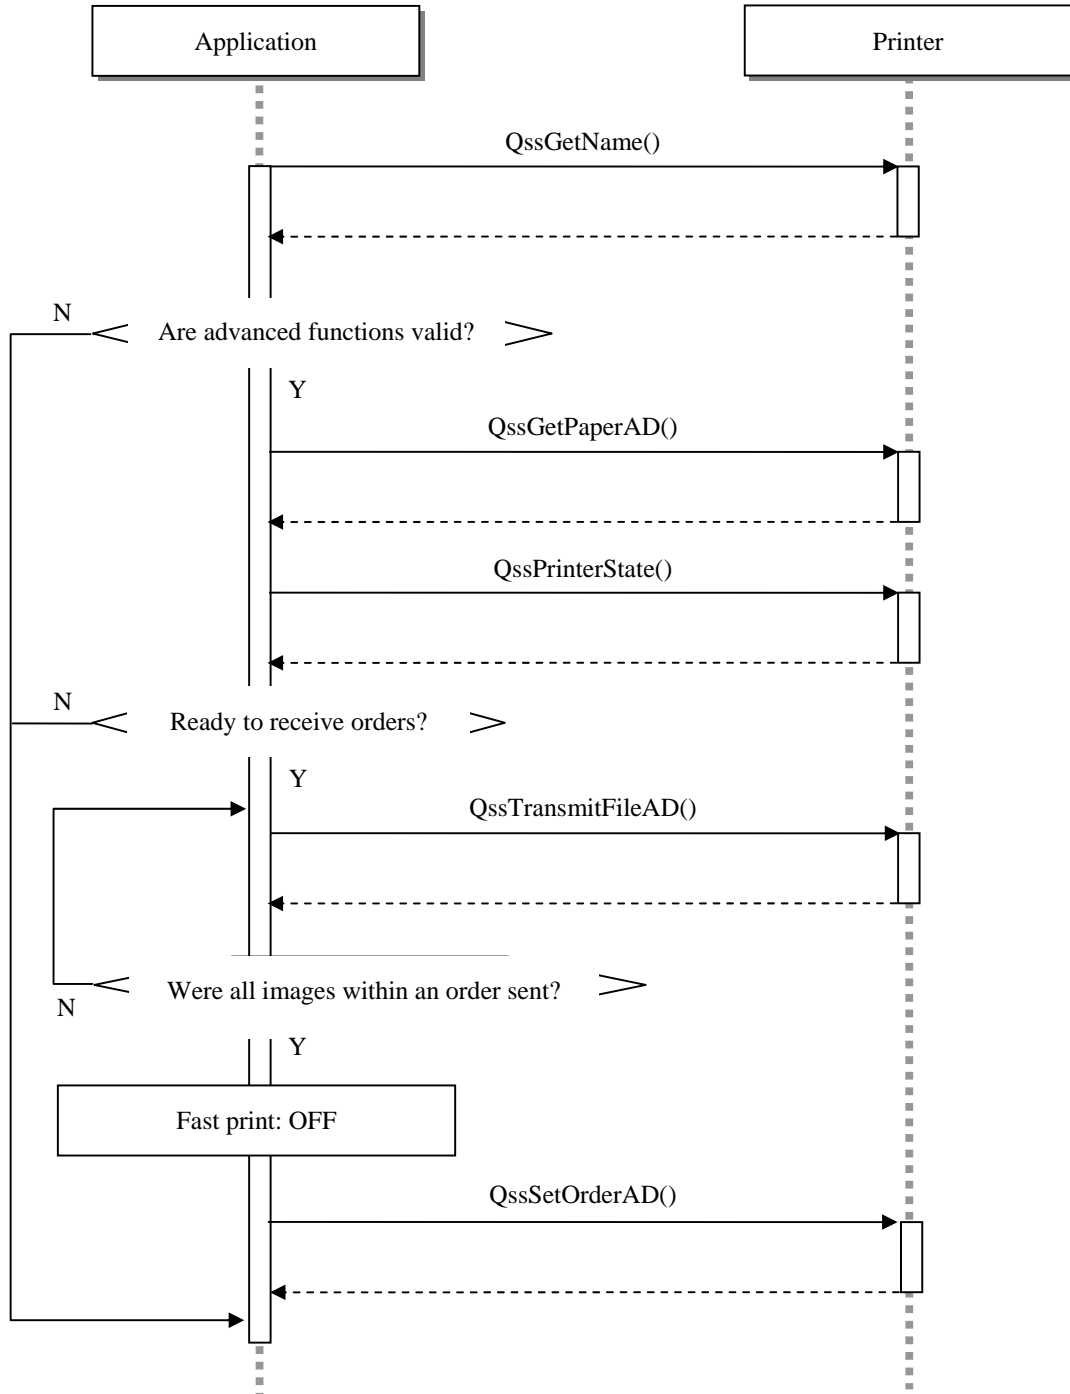 Application
Printer
QssGetName()
N
Are advanced functions valid?
Y
QssGetPaperAD()
QssPrinterState()
N
Ready to receive orders?
Y
QssTransmitFileAD()
Were all images within an order sent?
N
Y
Fast print: OFF
QssSetOrderAD()